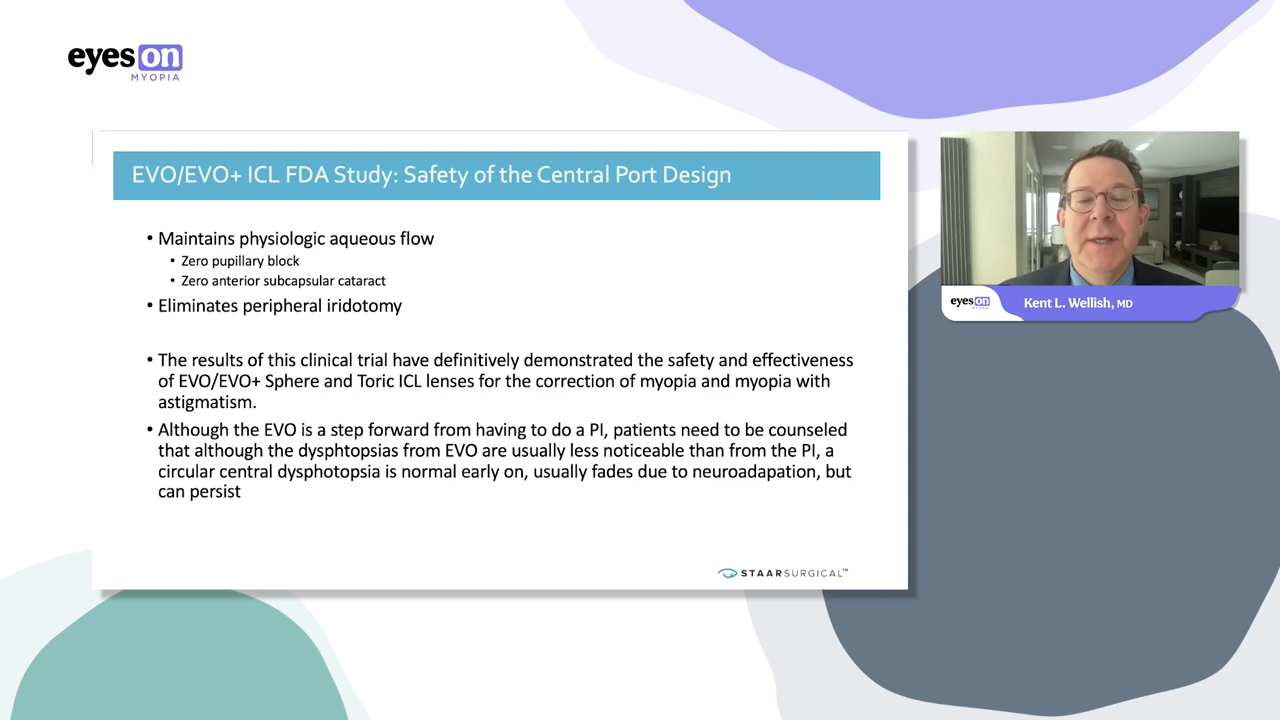 eyes on
MYOPIA
EVO/EVO+ ICL FDA Study: Safety of the Central Port Design
• Maintains physiologic aqueous flow
• Zero pupillary block
• Zero anterior subcapsular cataract
• Eliminates peripheral iridotomy
• The results of this clinical trial have definitively demonstrated the safety and effectiveness
of EVO/EVO+ Sphere and Toric ICL lenses for the correction of myopia and myopia with
astigmatism.
• Although the EVO is a step forward from having to do a PI, patients need to be counseled
that although the dysphtopsias from EVO are usually less noticeable than from the PI, a
circular central dysphotopsia is normal early on, usually fades due to neuroadapation, but
can persist
STAARSURGICAL™
eyes on
MYOPIA
Kent L. Wellish, MD